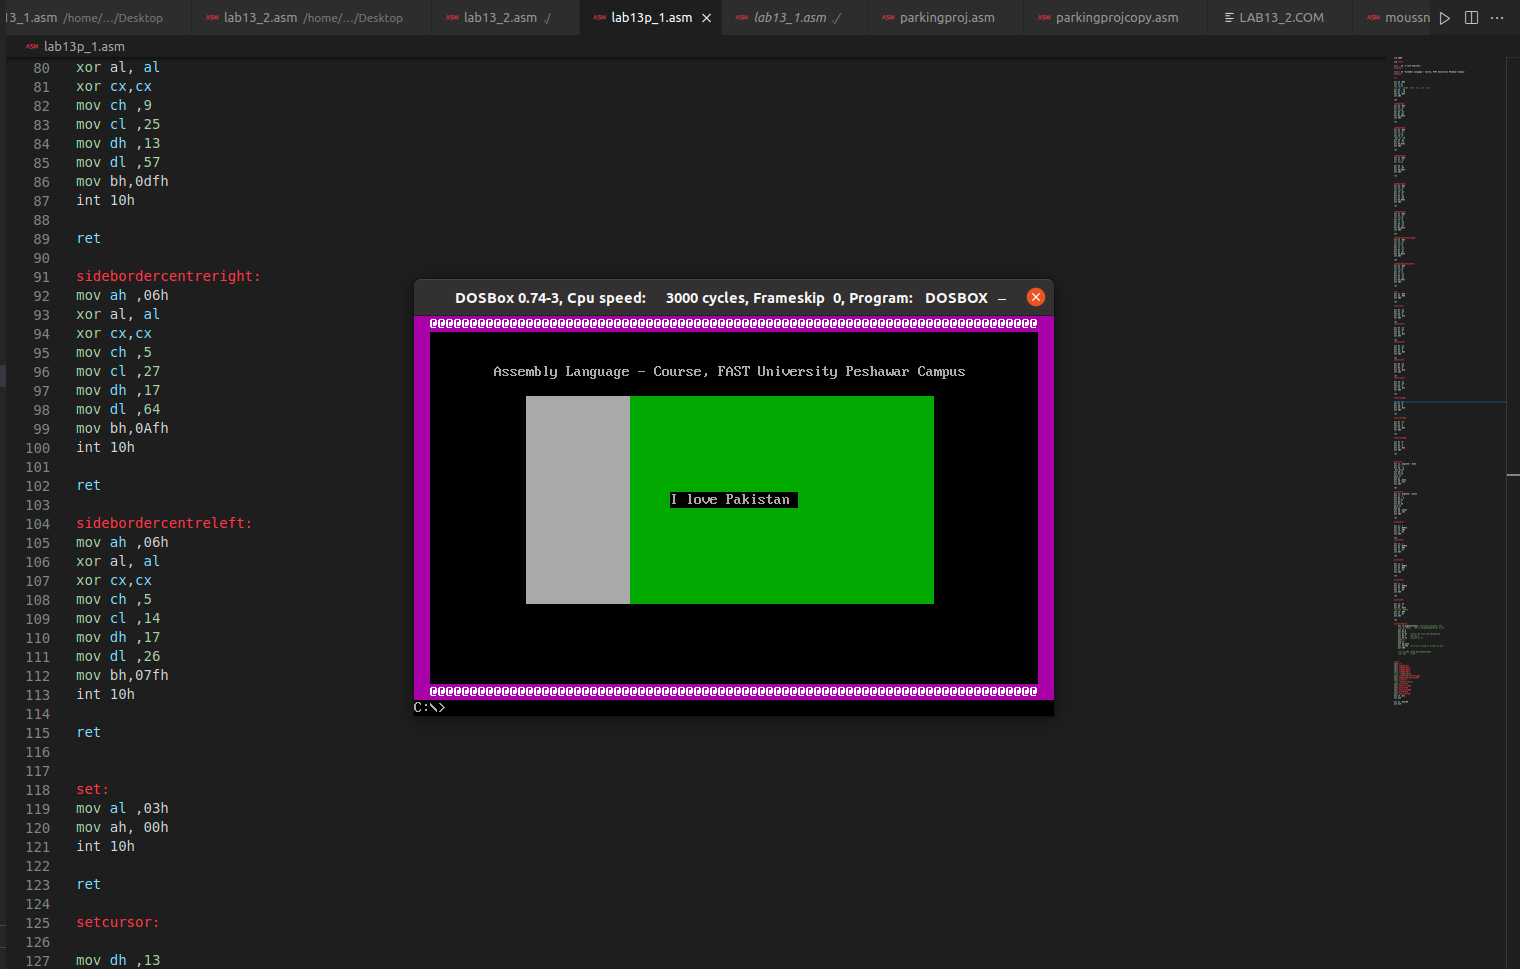 l3_1.asm /home/.../Desktop lab13_2.asm /home/.../Desktop lab13_2.asm ./ lab13p_1.asm lab13_1.asm ./ parkingproj.asm parkingprojcopy.asm LAB13_2.COM moussn
lab13p_1.asm
80 xor al, al
81 xor cx,cx
82 mov ch ,9
83 mov cl ,25
84 mov dh ,13
85 mov dl ,57
86 mov bh,0dfh
87 int 10h
88
89 ret
90
91 sidebordercentreright:
92 mov ah ,06h
93 xor al, al
94 xor cx,cx
95 mov ch ,5
96 mov cl ,27
97 mov dh ,17
98 mov dl ,64
99 mov bh,0Afh
100 int 10h
101
102 ret
103
104 sidebordercentreleft:
105 mov ah ,06h
106 xor al, al
107 xor cx,cx
108 mov ch ,5
109 mov cl ,14
110 mov dh ,17
111 mov dl ,26
112 mov bh,07fh
113 int 10h
114
115 ret
116
117
118 set:
119 mov al ,03h
120 mov ah, 00h
121 int 10h
122
123 ret
124
125 setcursor:
126
127 mov dh ,13
DOSBox 0.74-3, Cpu speed: 3000 cycles, Frameskip 0, Program: DOSBOX
Assembly Language - Course, FAST University Peshawar Campus
I love Pakistan
C:\>